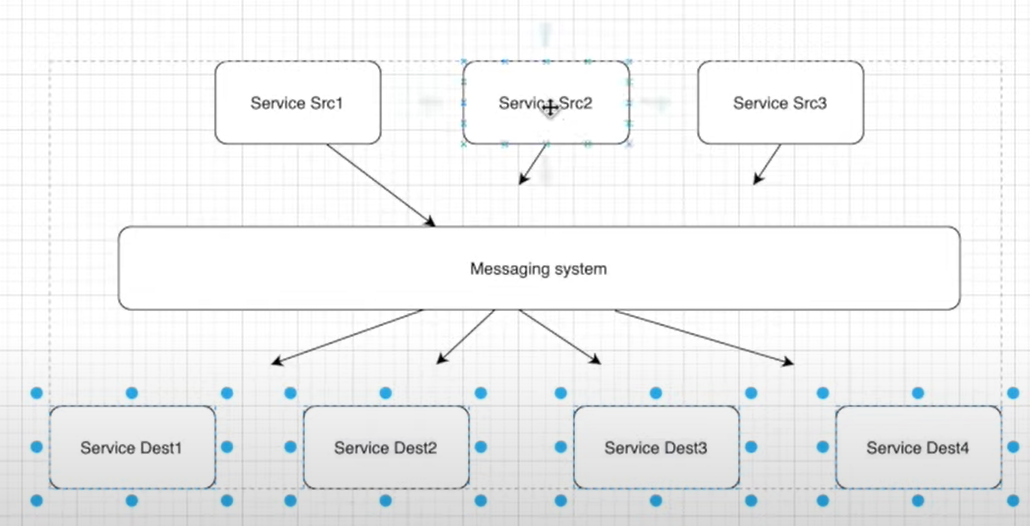 Service Src1
Service Src2
Service Src3
Messaging system
Service Dest1
Service Dest2
Service Dest3
Service Dest4